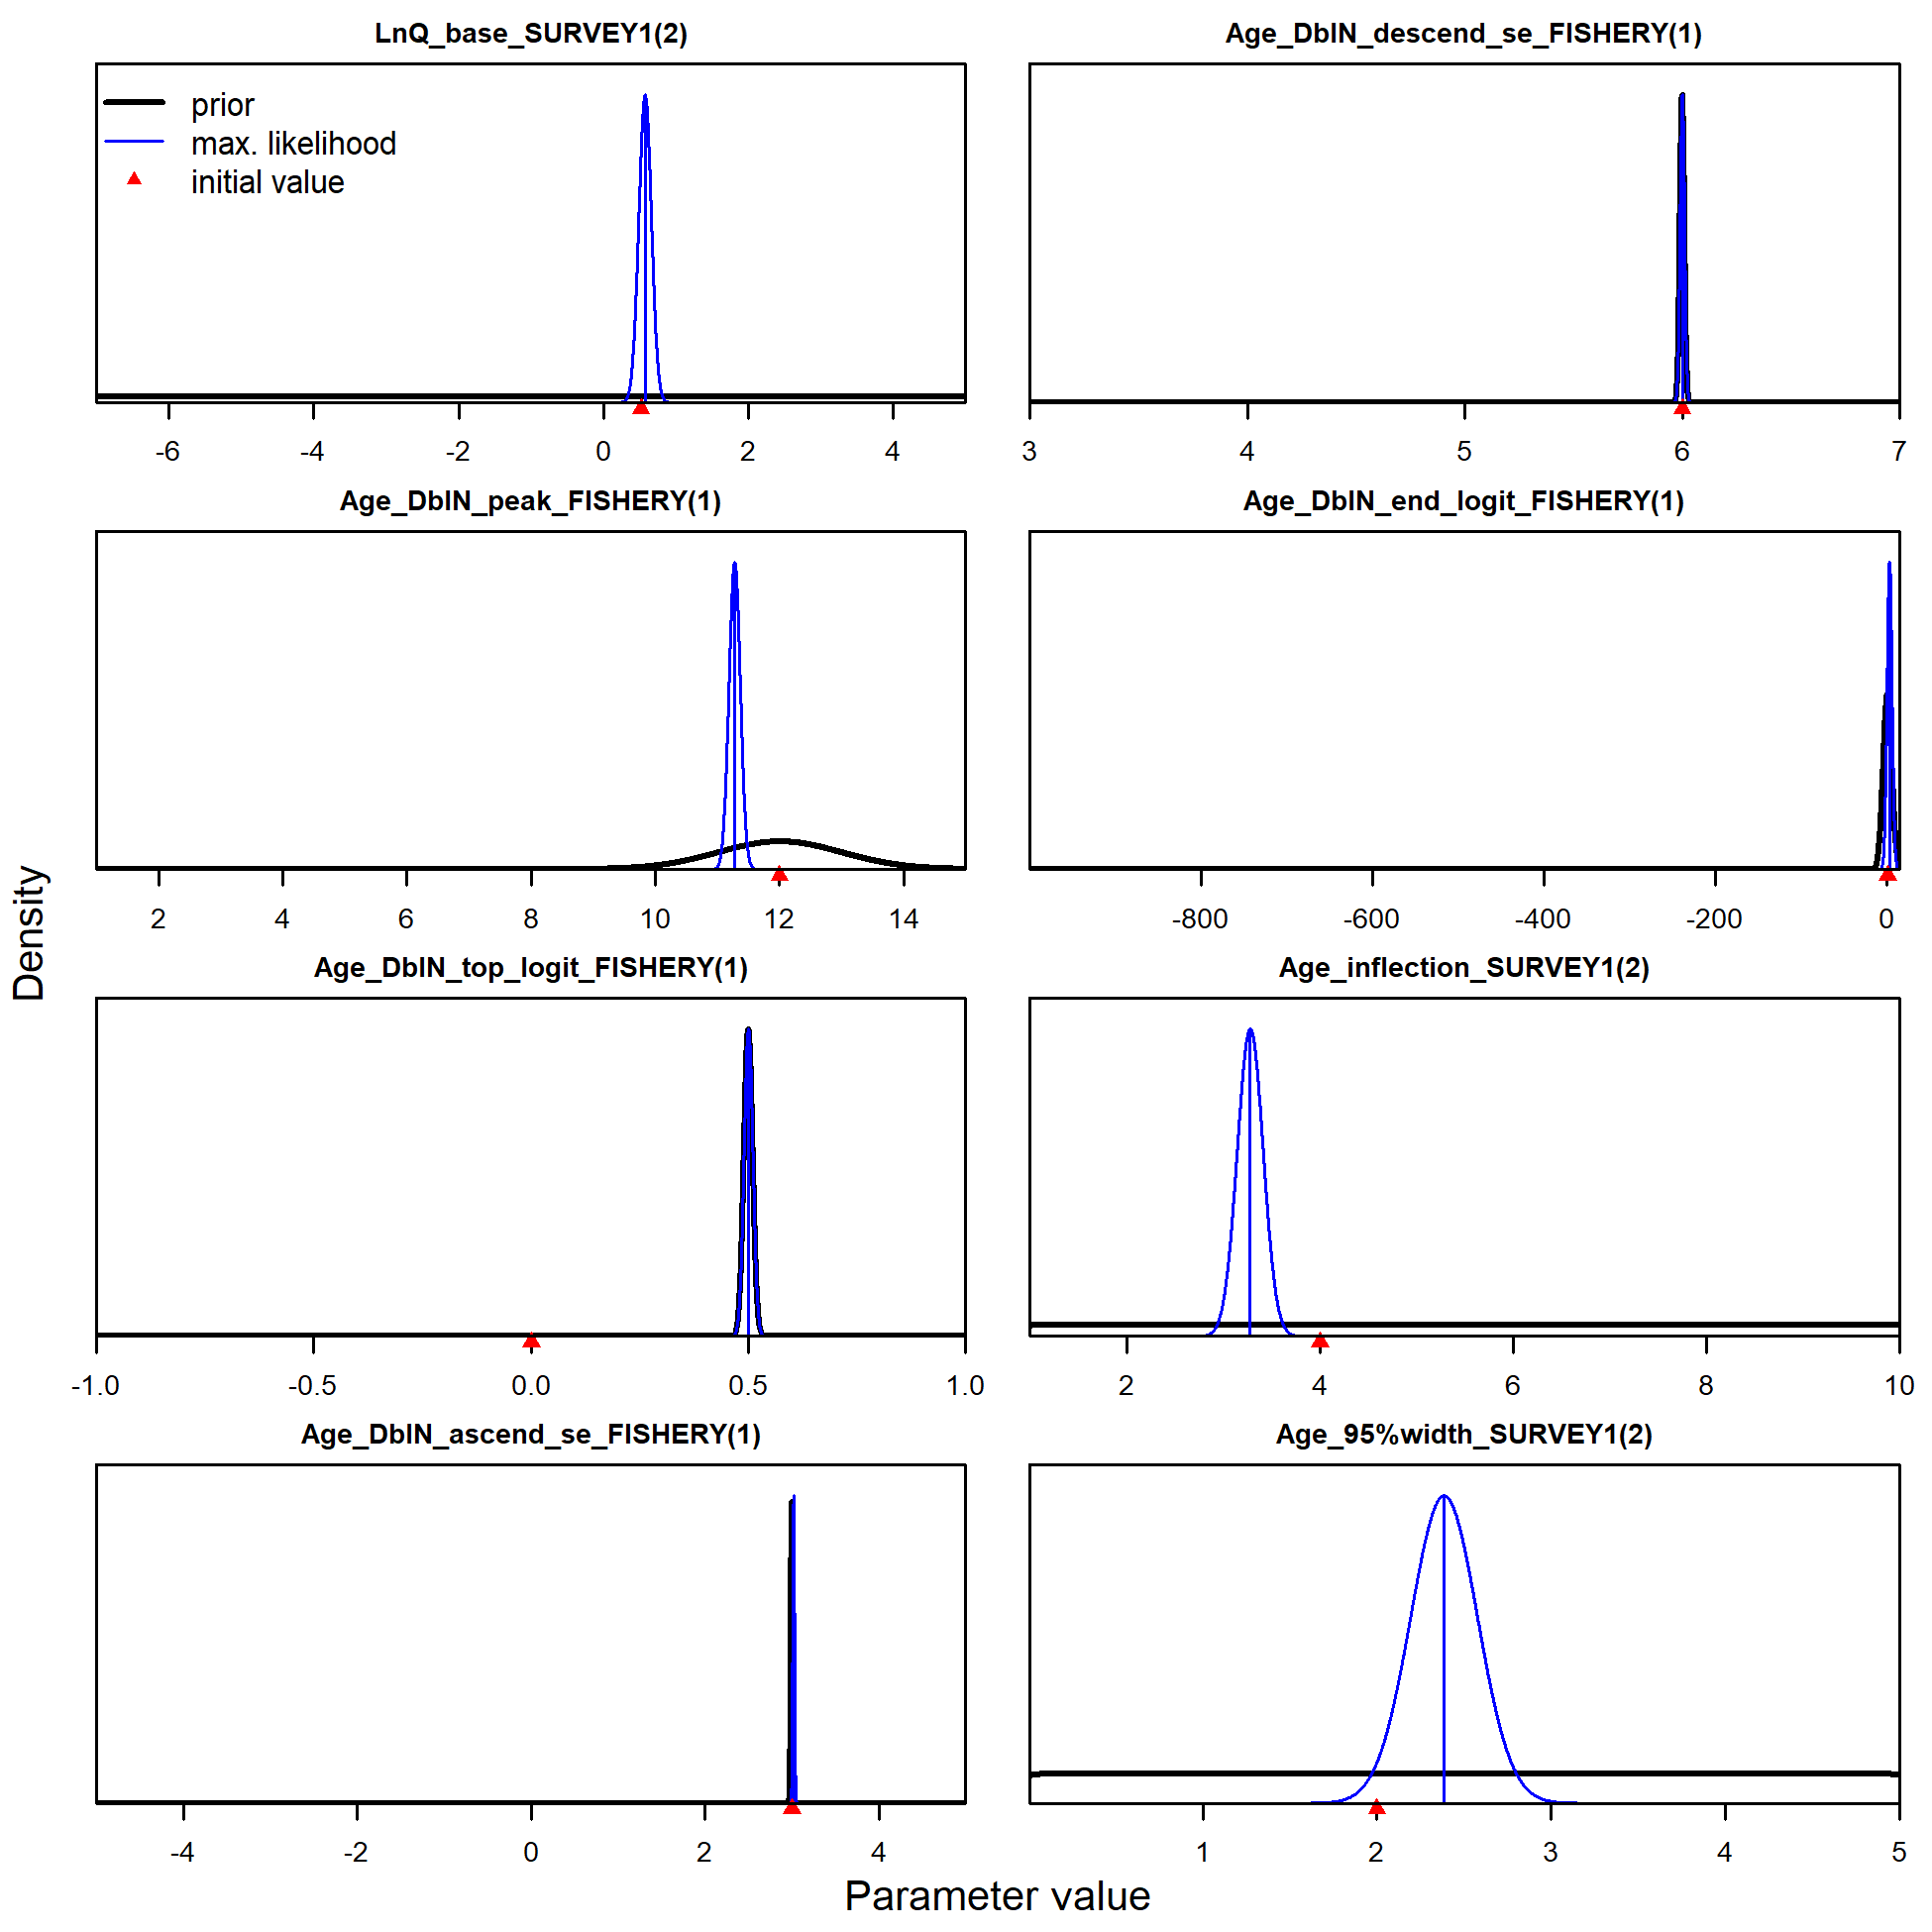 LnQ_base_SURVEY1(2)
prior
max. likelihood
initial value
-6 -4 -2 0 2 4
Age_DblN_descend_se_FISHERY(1)
3 4 5 6 7
Age_DblN_peak_FISHERY(1)
2 4 6 8 10 12 14
Age_DblN_end_logit_FISHERY(1)
-800 -600 -400 -200 0
Density
Age_DblN_top_logit_FISHERY(1)
-1.0 -0.5 0.0 0.5 1.0
Age_inflection_SURVEY1(2)
2 4 6 8 10
Age_DblN_ascend_se_FISHERY(1)
-4 -2 0 2 4
Age_95%width_SURVEY1(2)
1 2 3 4 5
Parameter value